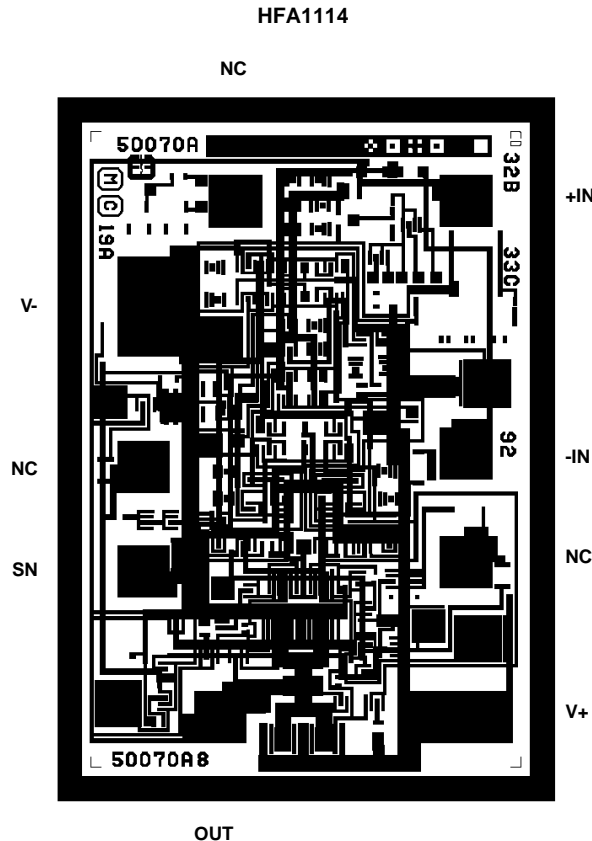 HFA1114
NC
50070A
32B
M
C
+IN
19A
33C
V-
92
-IN
NC
SN
NC
V+
50070A8
OUT